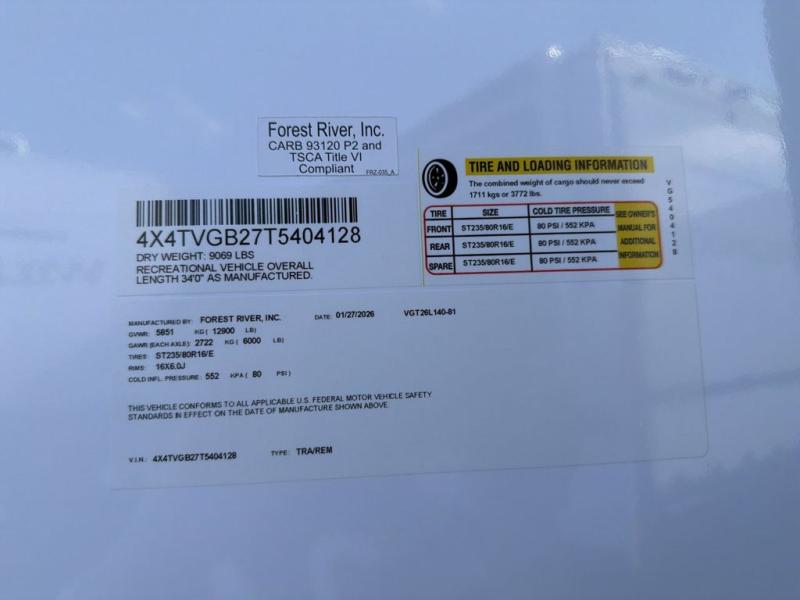 Forest River, Inc.
CARB 93120 P2 and
TSCA Title VI
Compliant
FRZ-035_A
4X4TVGB27T5404128
DRY WEIGHT: 9069 LBS
RECREATIONAL VEHICLE OVERALL
LENGTH 34'0" AS MANUFACTURED.
TIRE AND LOADING INFORMATION
The combined weight of cargo should never exceed
1711 kgs or 3772 lbs.
TIRE SIZE COLD TIRE PRESSURE
FRONT ST235/80R16/E 80 PSI / 552 KPA
REAR ST235/80R16/E 80 PSI / 552 KPA
SPARE ST235/80R16/E 80 PSI / 552 KPA
SEE OWNER'S
MANUAL FOR
ADDITIONAL
INFORMATION
VG5404128
MANUFACTURED BY: FOREST RIVER, INC. DATE: 01/27/2026 VGT26L140-81
GVWR: 5851 KG ( 12900 LB)
GAWR (EACH AXLE): 2722 KG ( 6000 LB)
TIRES: ST235/80R16/E
RIMS: 16X6.0J
COLD INFL. PRESSURE: 552 KPA ( 80 PSI )
THIS VEHICLE CONFORMS TO ALL APPLICABLE U.S. FEDERAL MOTOR VEHICLE SAFETY
STANDARDS IN EFFECT ON THE DATE OF MANUFACTURE SHOWN ABOVE.
V.I.N.: 4X4TVGB27T5404128 TYPE: TRA/REM